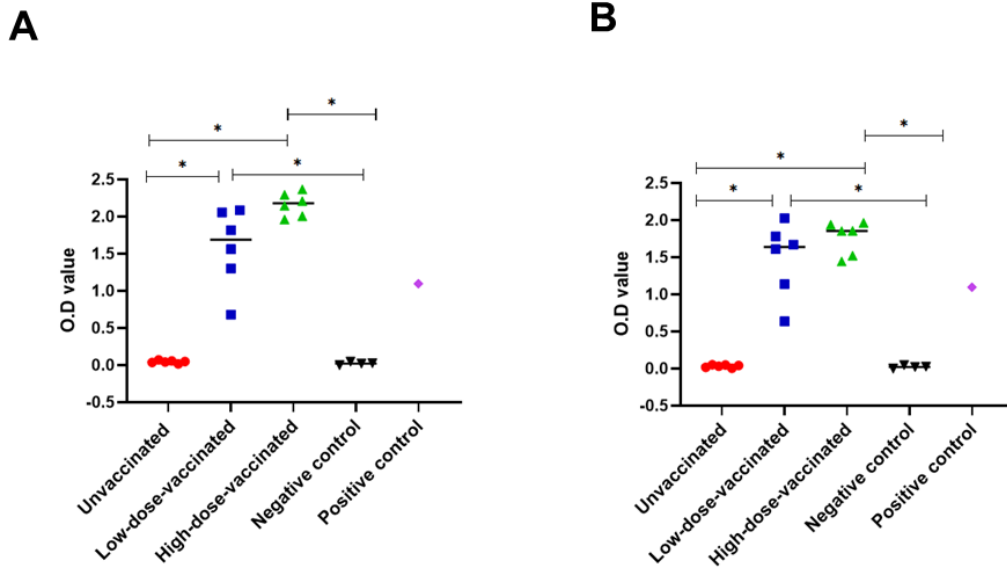 A
*
*
*
*
O.D value
2.5
2.0
1.5
1.0
0.5
0.0
-0.5
Unvaccinated
Low-dose-vaccinated
High-dose-vaccinated
Negative control
Positive control
B
*
*
*
*
O.D value
2.5
2.0
1.5
1.0
0.5
0.0
-0.5
Unvaccinated
Low-dose-vaccinated
High-dose-vaccinated
Negative control
Positive control